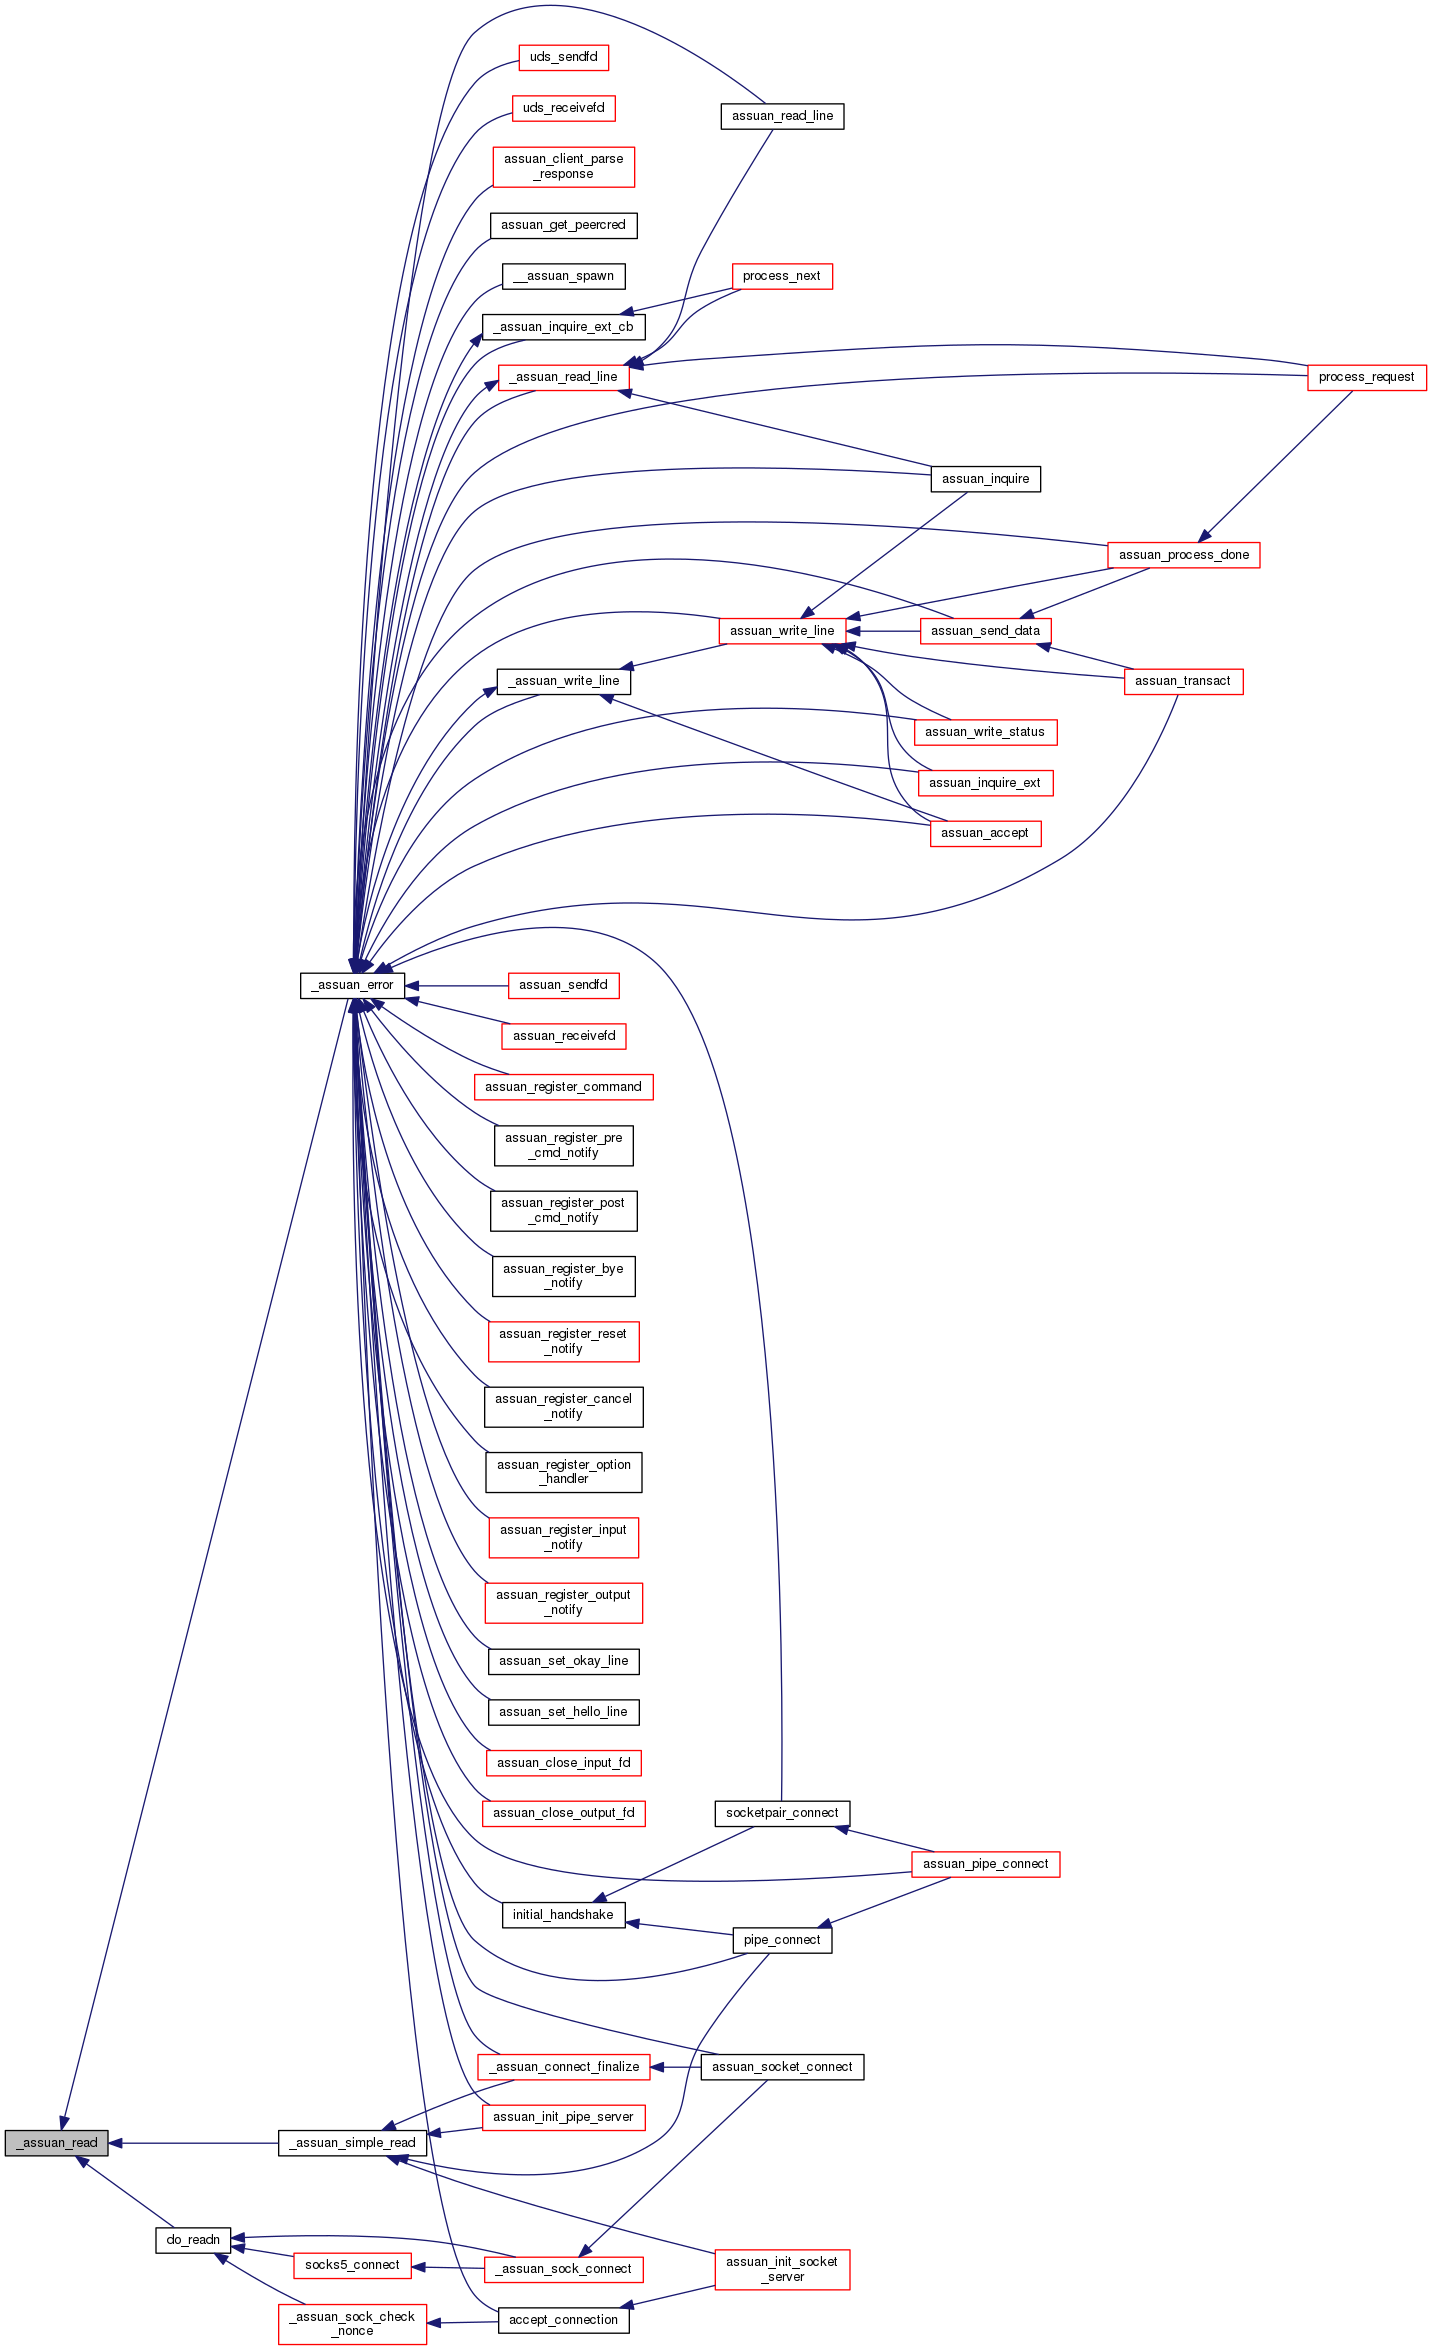 uds_sendfd
uds_receivefd
assuan_read_line
assuan_client_parse
_response
assuan_get_peercred
__assuan_spawn
process_next
_assuan_inquire_ext_cb
_assuan_read_line
process_request
assuan_inquire
assuan_process_done
assuan_write_line
assuan_send_data
_assuan_write_line
assuan_transact
assuan_write_status
assuan_inquire_ext
assuan_accept
_assuan_error
assuan_sendfd
assuan_receivefd
assuan_register_command
assuan_register_pre
_cmd_notify
assuan_register_post
_cmd_notify
assuan_register_bye
_notify
assuan_register_reset
_notify
assuan_register_cancel
_notify
assuan_register_option
_handler
assuan_register_input
_notify
assuan_register_output
_notify
assuan_set_okay_line
assuan_set_hello_line
assuan_close_input_fd
assuan_close_output_fd
socketpair_connect
assuan_pipe_connect
initial_handshake
pipe_connect
_assuan_connect_finalize
assuan_socket_connect
assuan_init_pipe_server
_assuan_read
_assuan_simple_read
do_readn
socks5_connect
_assuan_sock_connect
assuan_init_socket
_server
_assuan_sock_check
_nonce
accept_connection